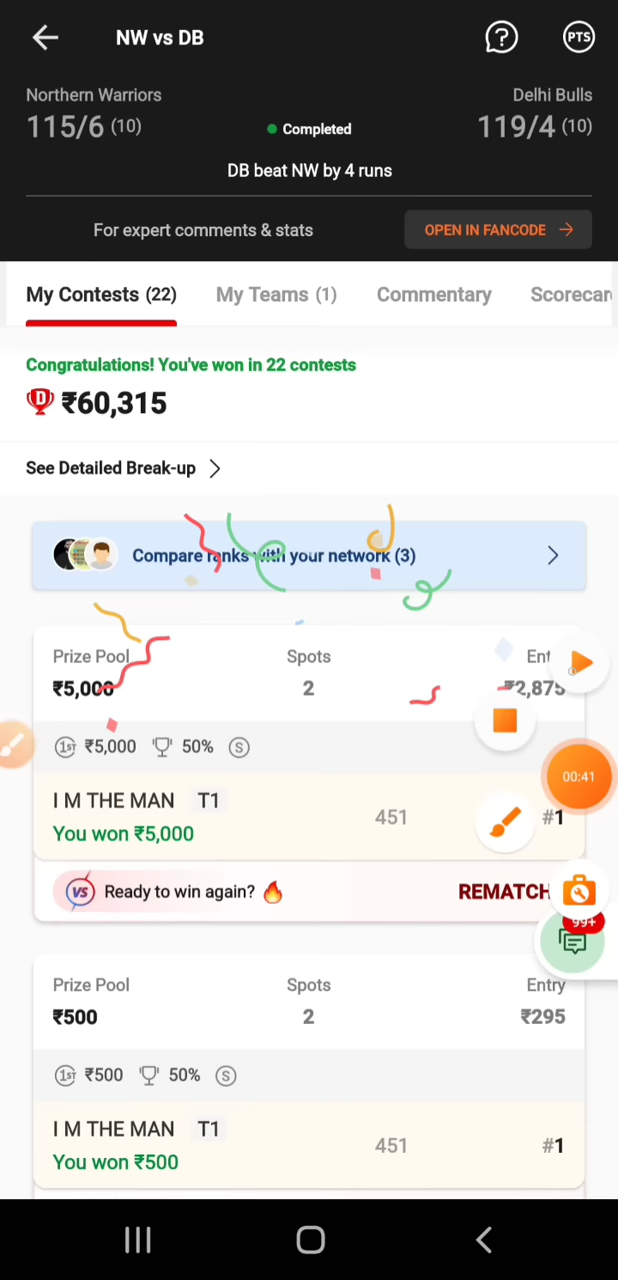 NW vs DB
PTS
Northern Warriors
Delhi Bulls
115/6 (10)
Completed
119/4 (10)
DB beat NW by 4 runs
For expert comments & stats
OPEN IN FANCODE
My Contests (22)
My Teams (1)
Commentary
Scorecar
Congratulations! You've won in 22 contests
D ₹60,315
See Detailed Break-up
Compare ranks with your network (3)
Prize Pool
Spots
Ent
₹5,000
2
₹2,875
1ST ₹5,000
50%
S
00:41
I M THE MAN T1
451
#1
You won ₹5,000
VS Ready to win again? 🔥
REMATCH
99+
Prize Pool
Spots
Entry
₹500
2
₹295
1ST ₹500
50%
S
I M THE MAN T1
451
#1
You won ₹500